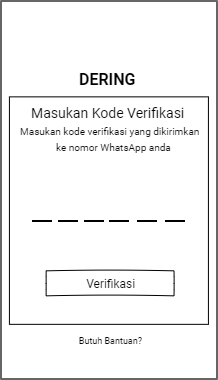 DERING
Masukan Kode Verifikasi
Masukan kode verifikasi yang dikirimkan
ke nomor WhatsApp anda
Verifikasi
Butuh Bantuan?